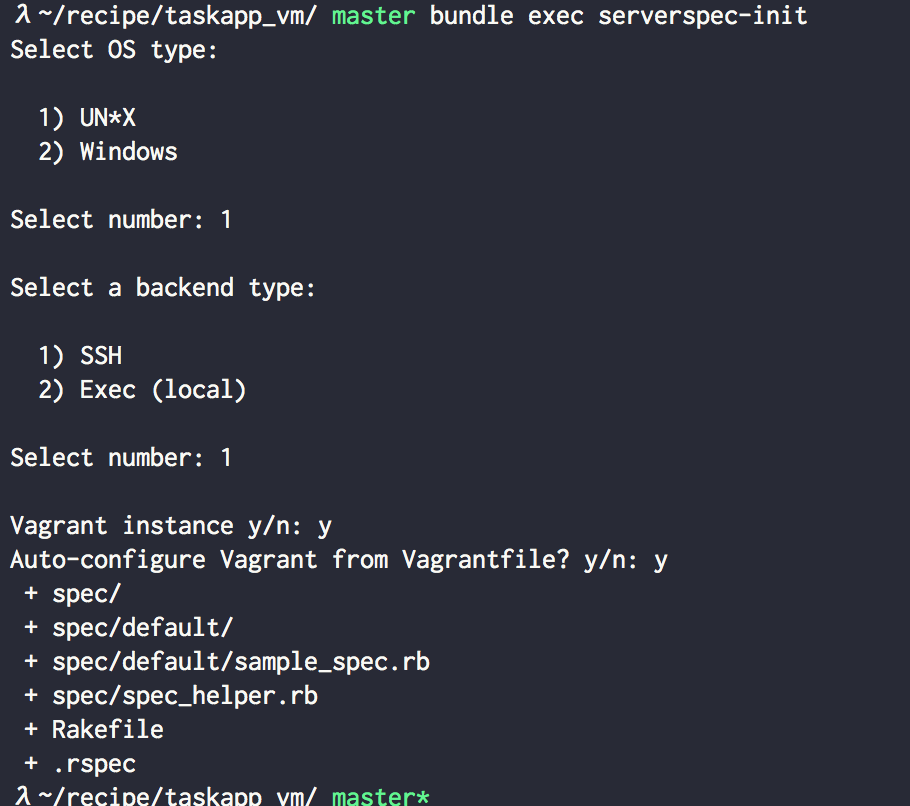 λ ~/recipe/taskapp_vm/ master bundle exec serverspec-init
Select OS type:
1) UN*X
2) Windows
Select number: 1
Select a backend type:
1) SSH
2) Exec (local)
Select number: 1
Vagrant instance y/n: y
Auto-configure Vagrant from Vagrantfile? y/n: y
+ spec/
+ spec/default/
+ spec/default/sample_spec.rb
+ spec/spec_helper.rb
+ Rakefile
+ .rspec
λ ~/recipe/taskapp_vm/ master*